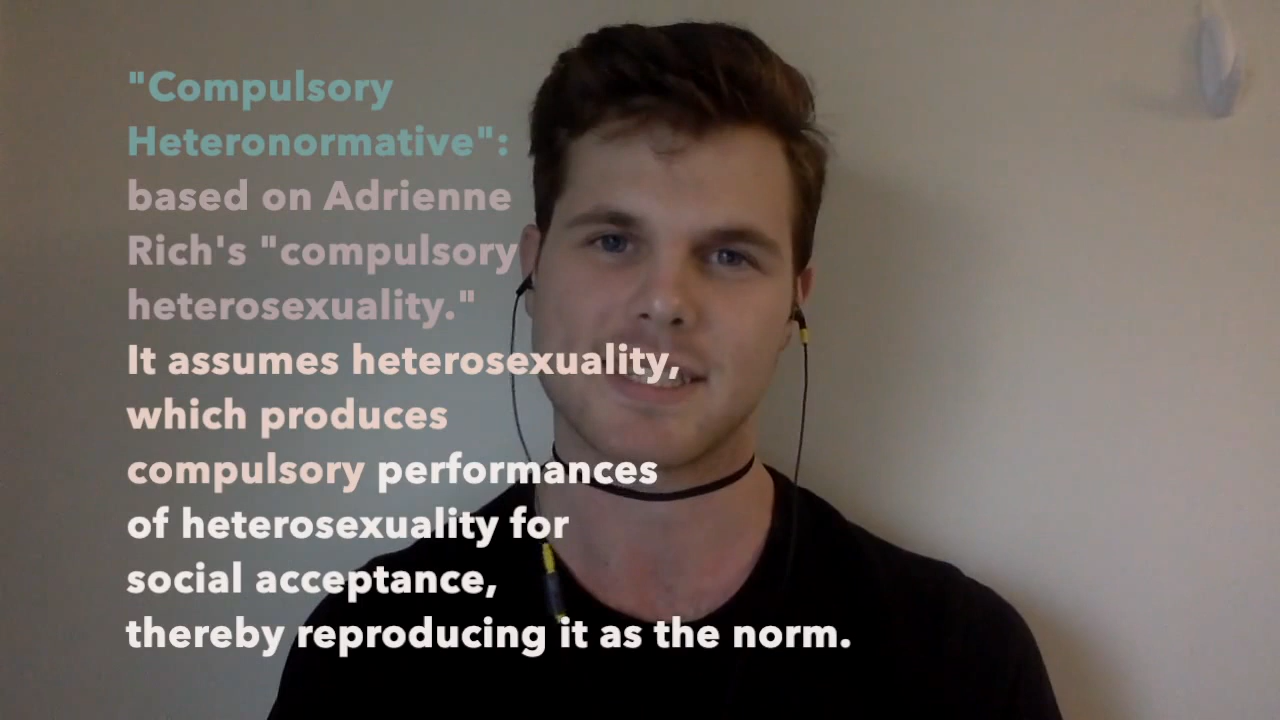 "Compulsory
Heteronormative":
based on Adrienne
Rich's "compulsory
heterosexuality."
It assumes heterosexuality,
which produces
compulsory performances
of heterosexuality for
social acceptance,
thereby reproducing it as the norm.